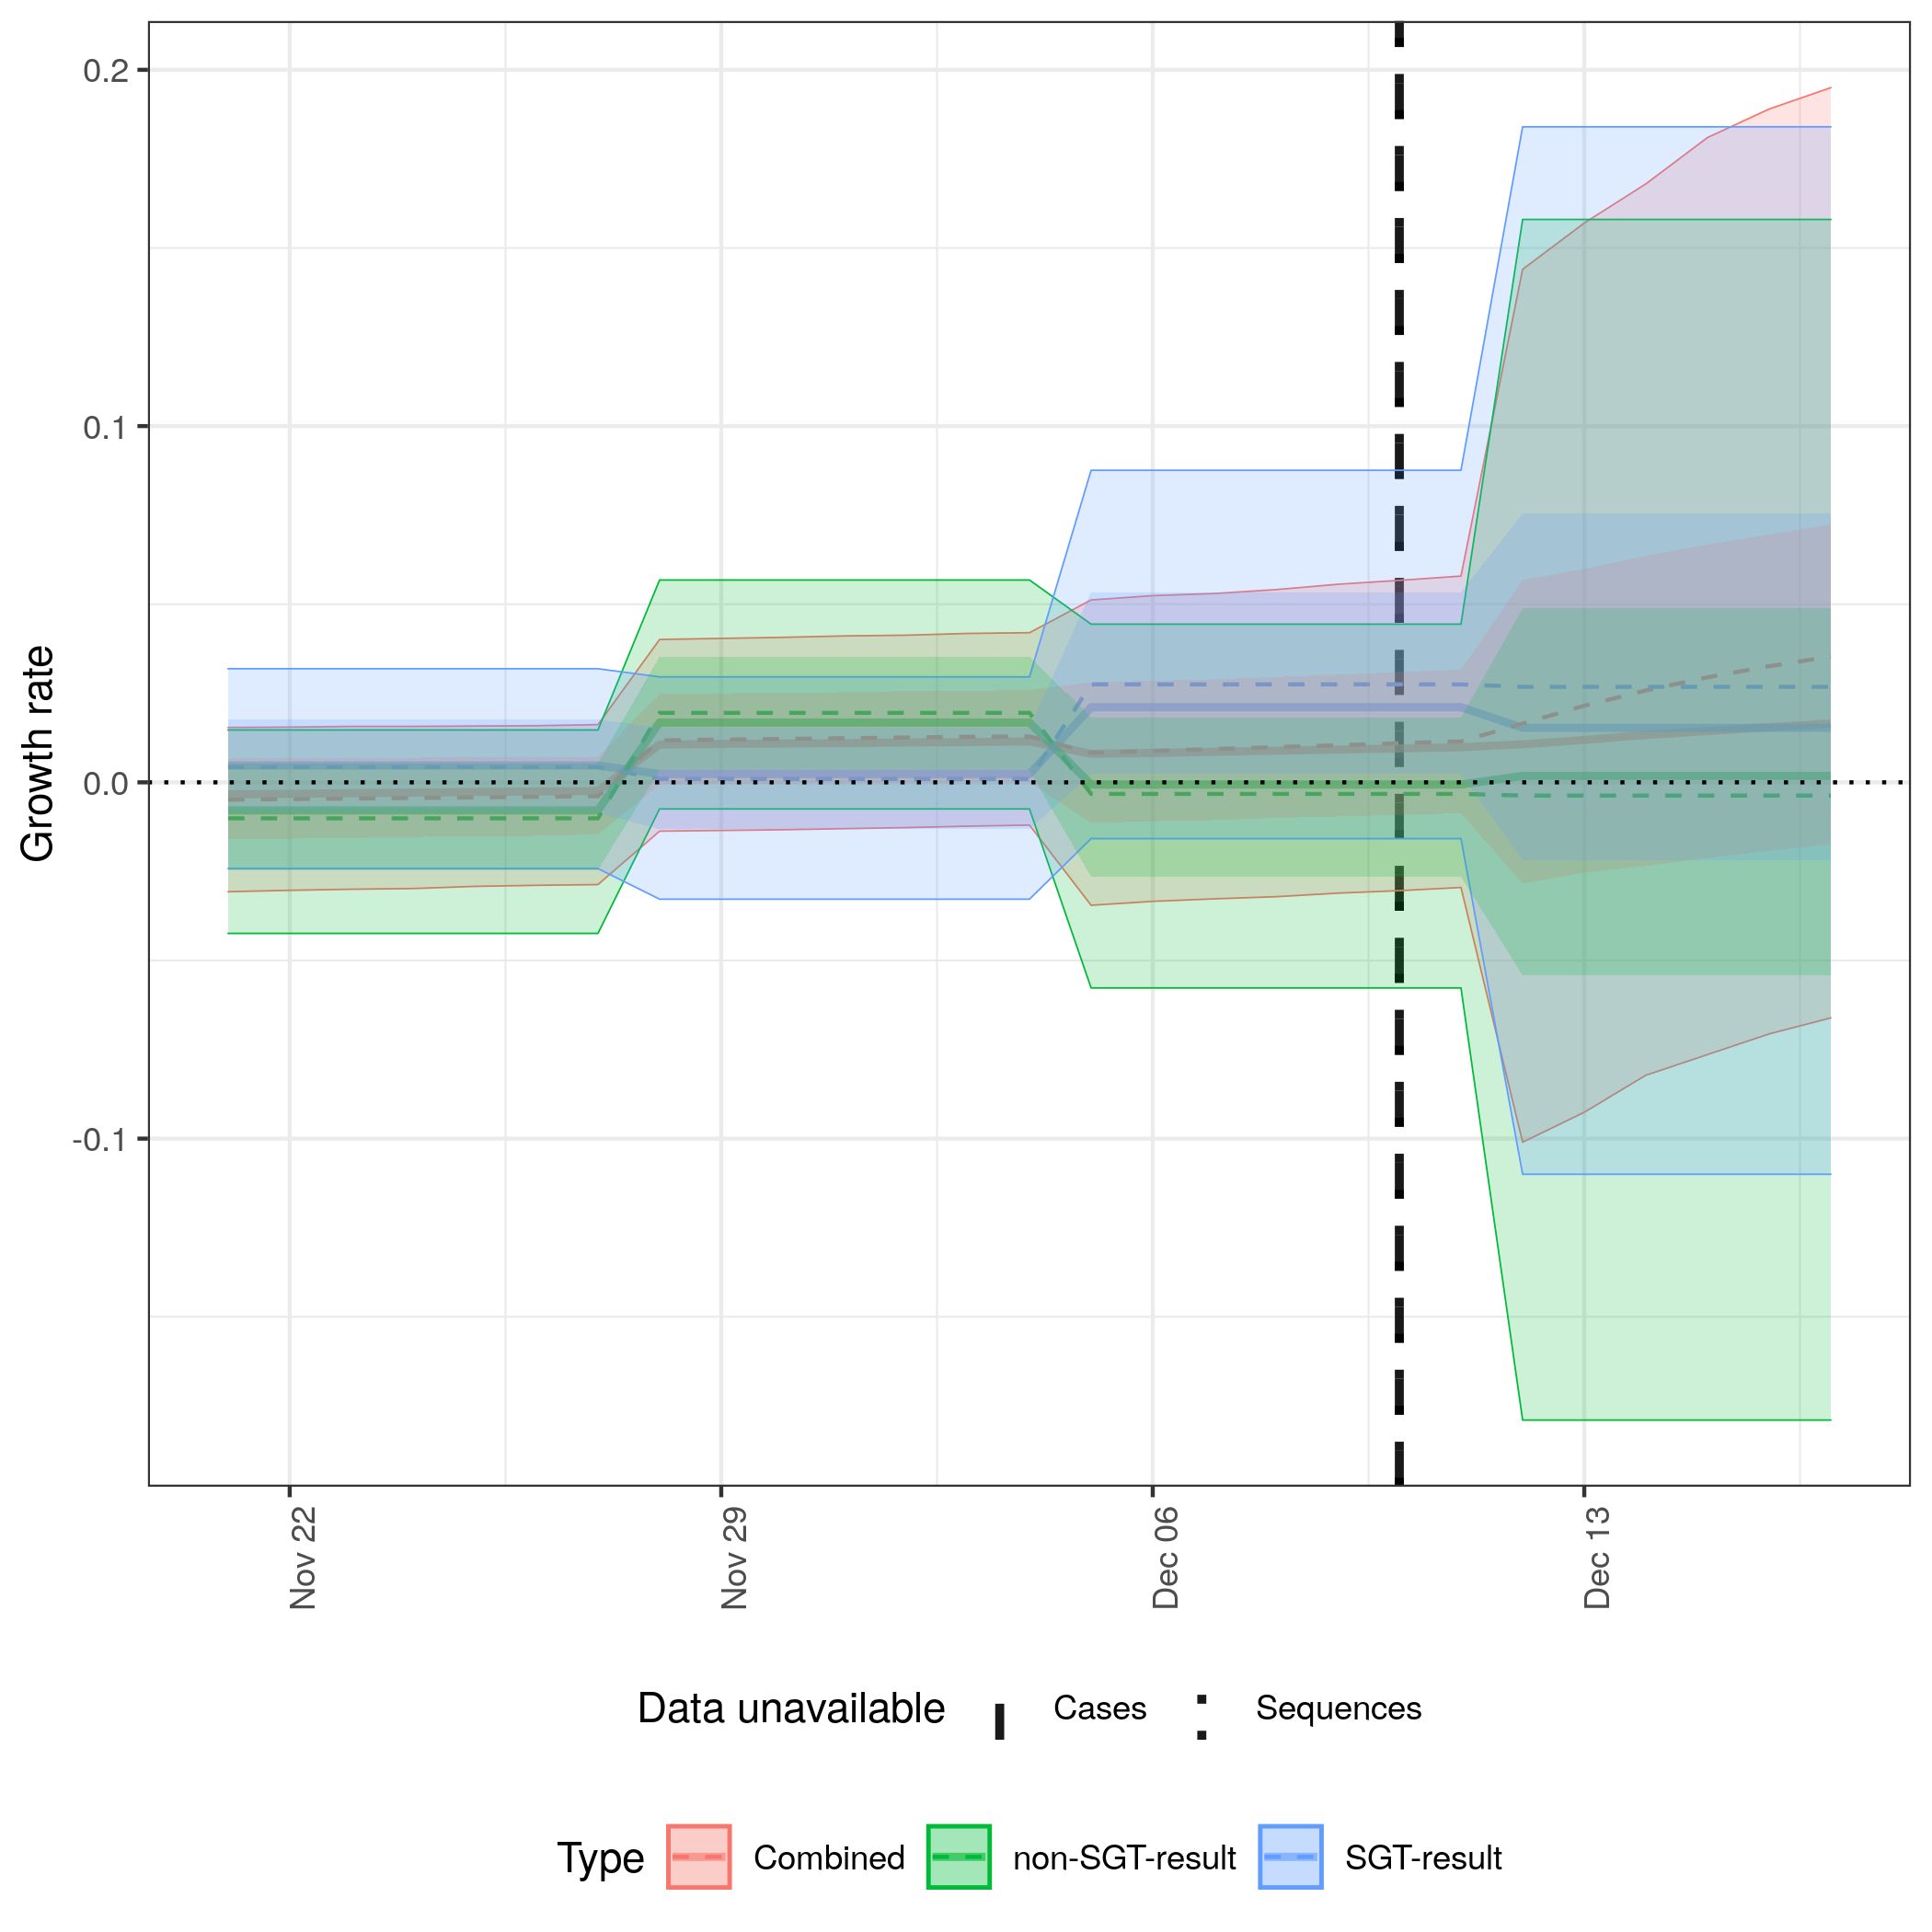 Growth rate
0.2
0.1
0.0
-0.1
Nov 22
Nov 29
Dec 06
Dec 13
Data unavailable Cases Sequences
Type Combined non-SGT-result SGT-result